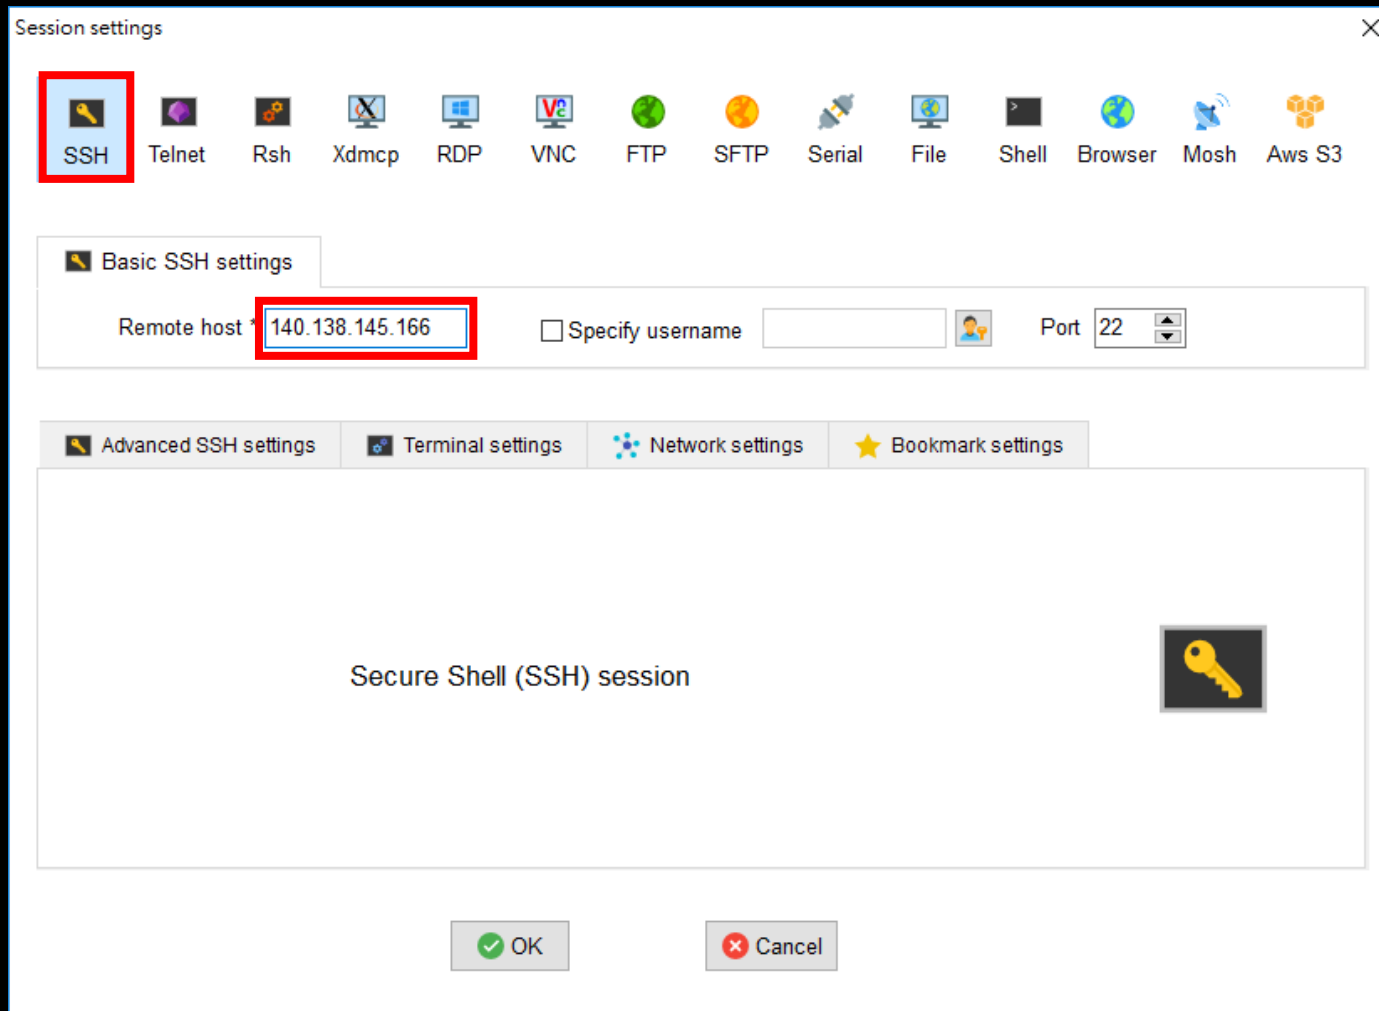 Session settings
SSH Telnet Rsh Xdmcp RDP VNC FTP SFTP Serial File Shell Browser Mosh Aws S3
Basic SSH settings
Remote host * 140.138.145.166 Specify username Port 22
Advanced SSH settings Terminal settings Network settings Bookmark settings
Secure Shell (SSH) session
OK Cancel